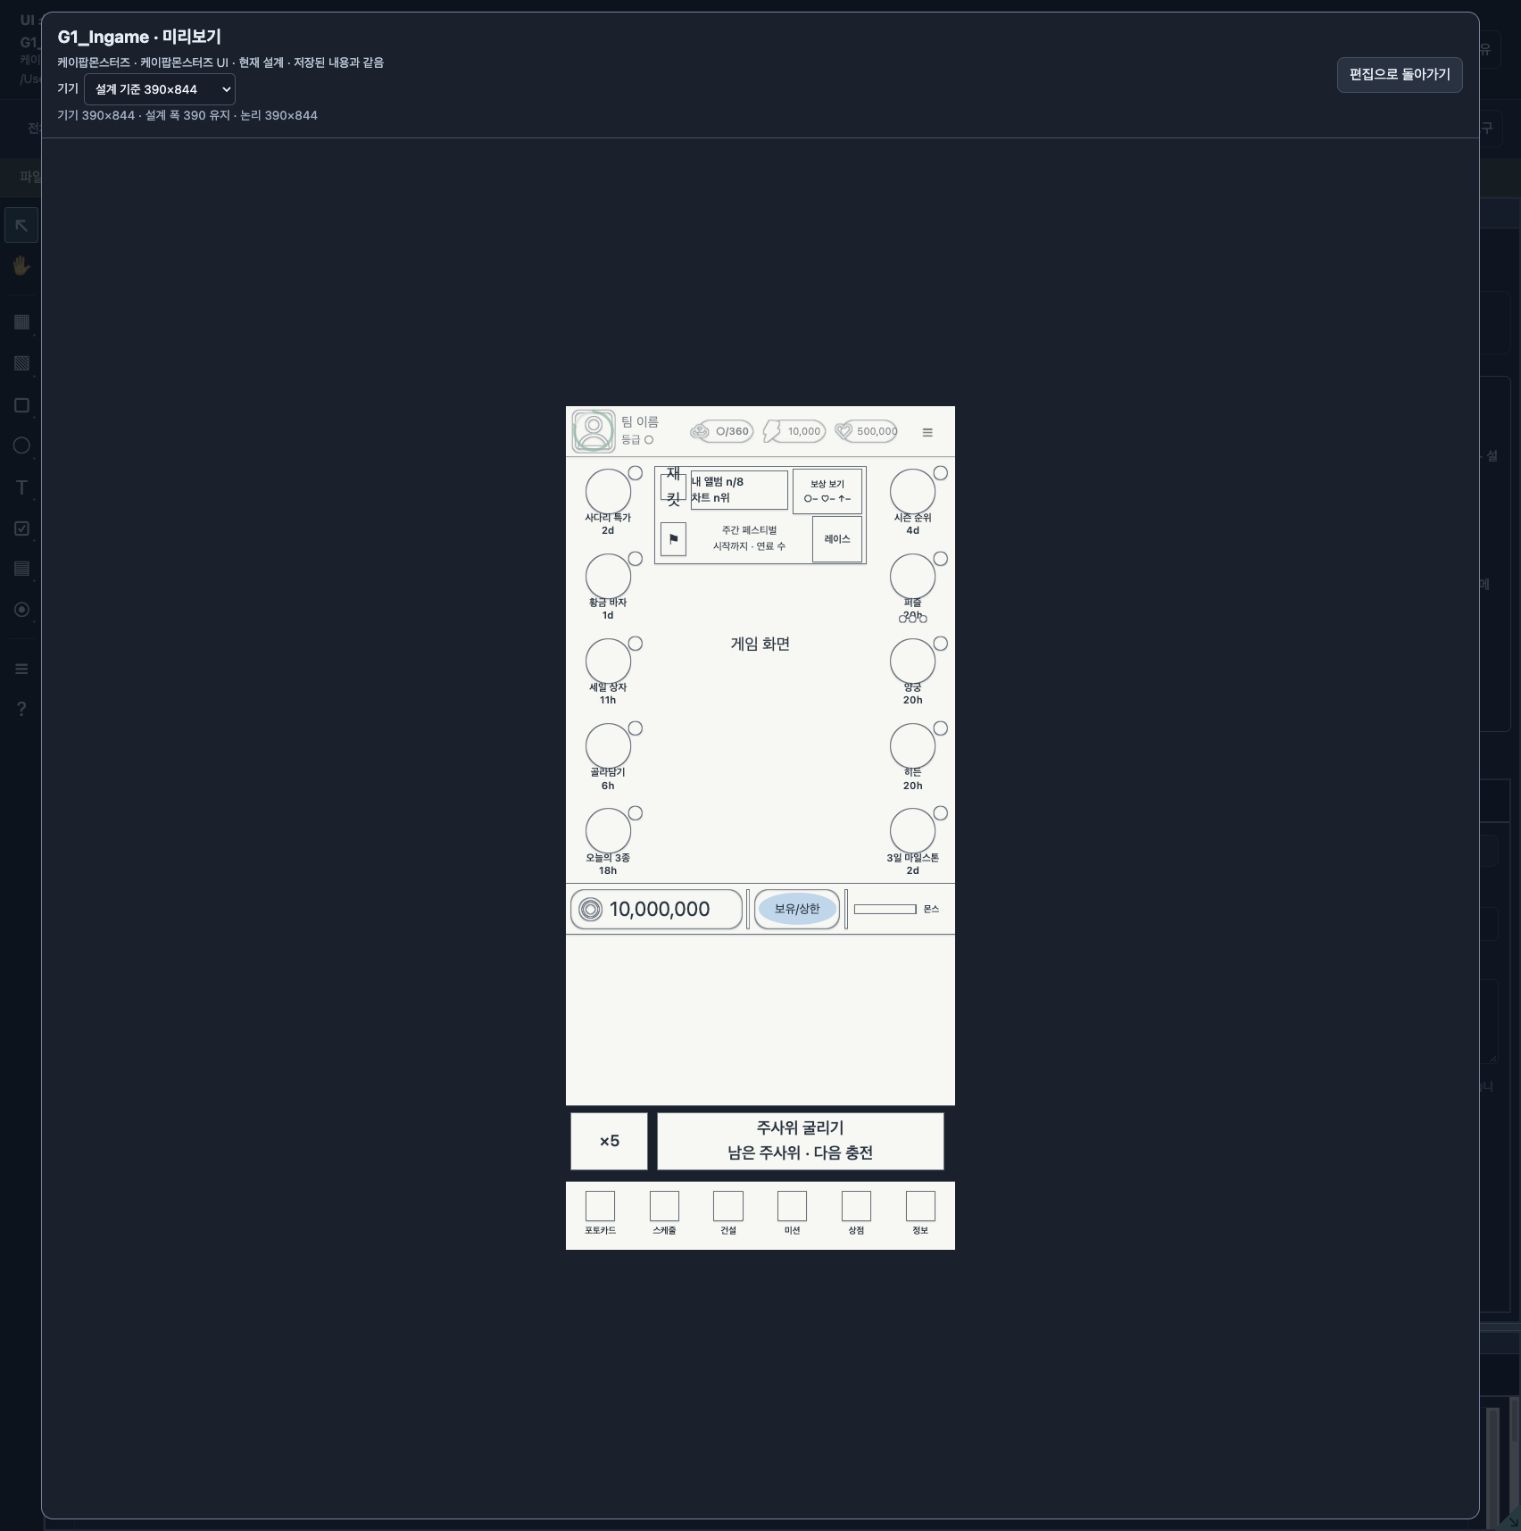 G1_Ingame · 미리보기
케이팝몬스터즈 · 케이팝몬스터즈 UI · 현재 설계 · 저장된 내용과 같음
기기 설계 기준 390×844
기기 390×844 · 설계 폭 390 유지 · 논리 390×844
편집으로 돌아가기
팀 이름
등급 ○
○/360
10,000
500,000
≡
재
킷
내 앨범 n/8
차트 n위
보상 보기
○– ♡– ↑–
⚑
주간 페스티벌
시작까지 · 연료 수
레이스
사다리 특가
2d
시즌 순위
4d
황금 바자
1d
퍼즐
20h
게임 화면
세일 상자
11h
양궁
20h
골라담기
6h
히든
20h
오늘의 3종
18h
3일 마일스톤
2d
10,000,000
보유/상한
몬스
×5
주사위 굴리기
남은 주사위 · 다음 충전
포토카드
스케줄
건설
미션
상점
정보